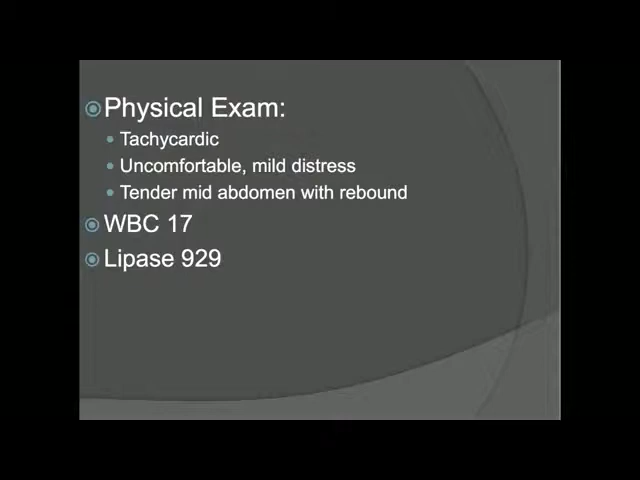 Physical Exam:
Tachycardic
Uncomfortable, mild distress
Tender mid abdomen with rebound
WBC 17
Lipase 929